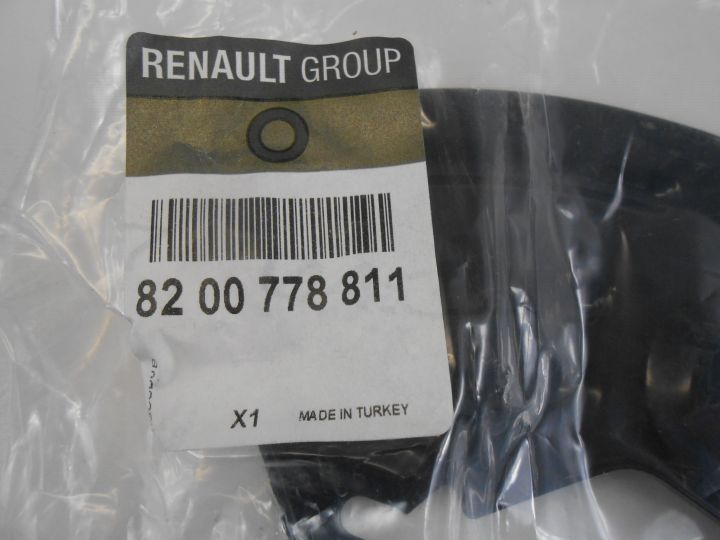 RENAULT GROUP
82 00 778 811
X1 MADE IN TURKEY